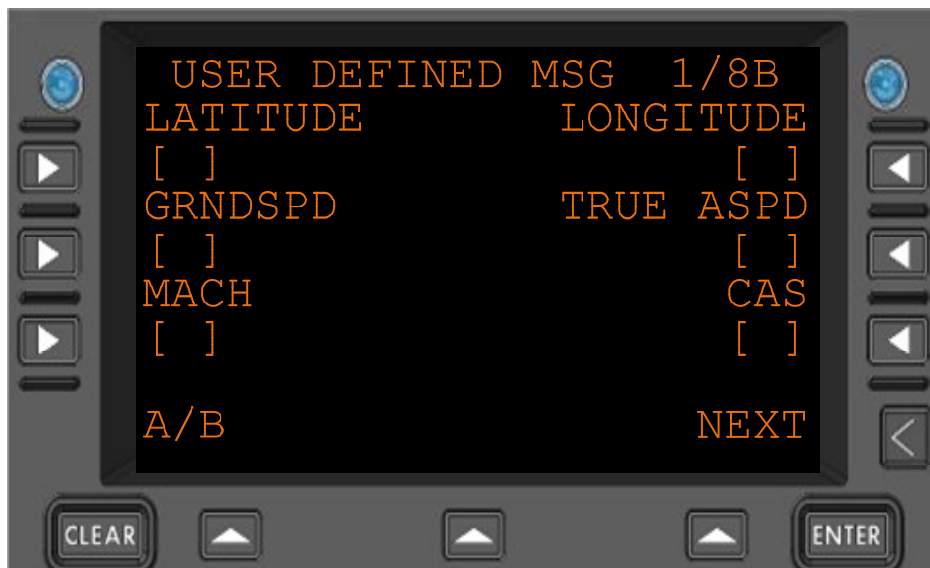 USER DEFINED MSG 1/8B
LATITUDE LONGITUDE
[ ] [ ]
GRNDSPD TRUE ASPD
[ ] [ ]
MACH CAS
[ ] [ ]
A/B NEXT
CLEAR ENTER